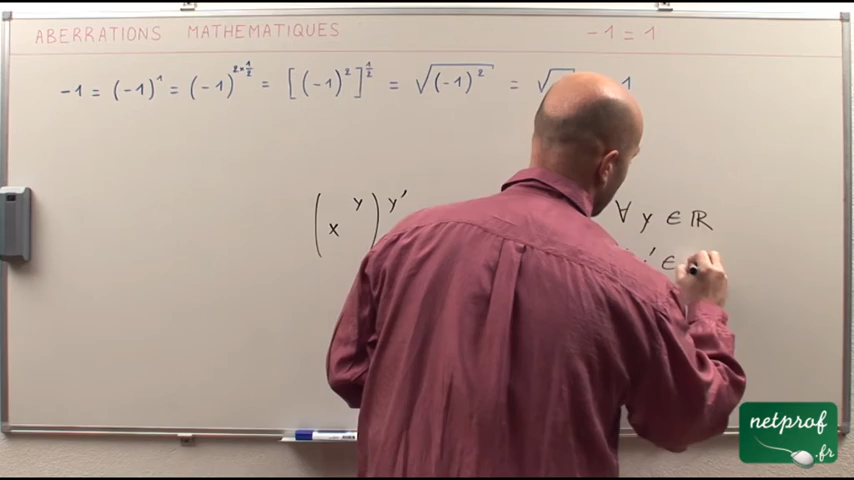 ABERRATIONS MATHEMATIQUES -1 = 1
-1 = (-1)^1 = (-1)^{2×1/2} = [(-1)^2]^{1/2} = √(-1)^2 = √ 1
(x^y)^{y'} ∀ y ∈ ℝ
' ∈
netprof
.fr